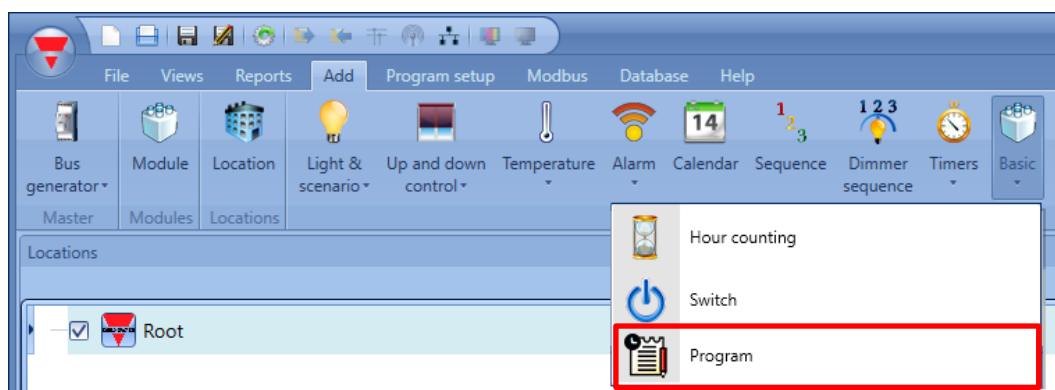 File Views Reports Add Program setup Modbus Database Help
14
1 2 3
1 2 3
Bus generator
Module
Location
Light & scenario
Up and down control
Temperature
Alarm
Calendar
Sequence
Dimmer sequence
Timers
Basic
Master Modules Locations
Hour counting
Locations
Switch
Root
Program